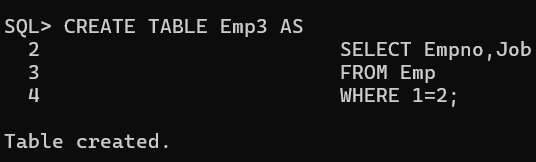 SQL> CREATE TABLE Emp3 AS
  2                          SELECT Empno,Job
  3                          FROM Emp
  4                          WHERE 1=2;

Table created.